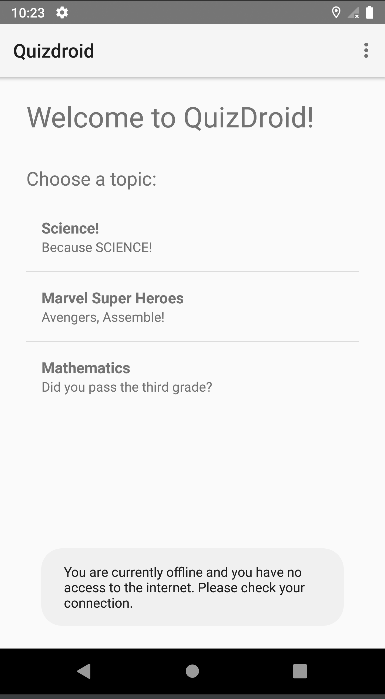 10:23
Quizdroid
Welcome to QuizDroid!
Choose a topic:
Science!
Because SCIENCE!
Marvel Super Heroes
Avengers, Assemble!
Mathematics
Did you pass the third grade?
You are currently offline and you have no
access to the internet. Please check your
connection.